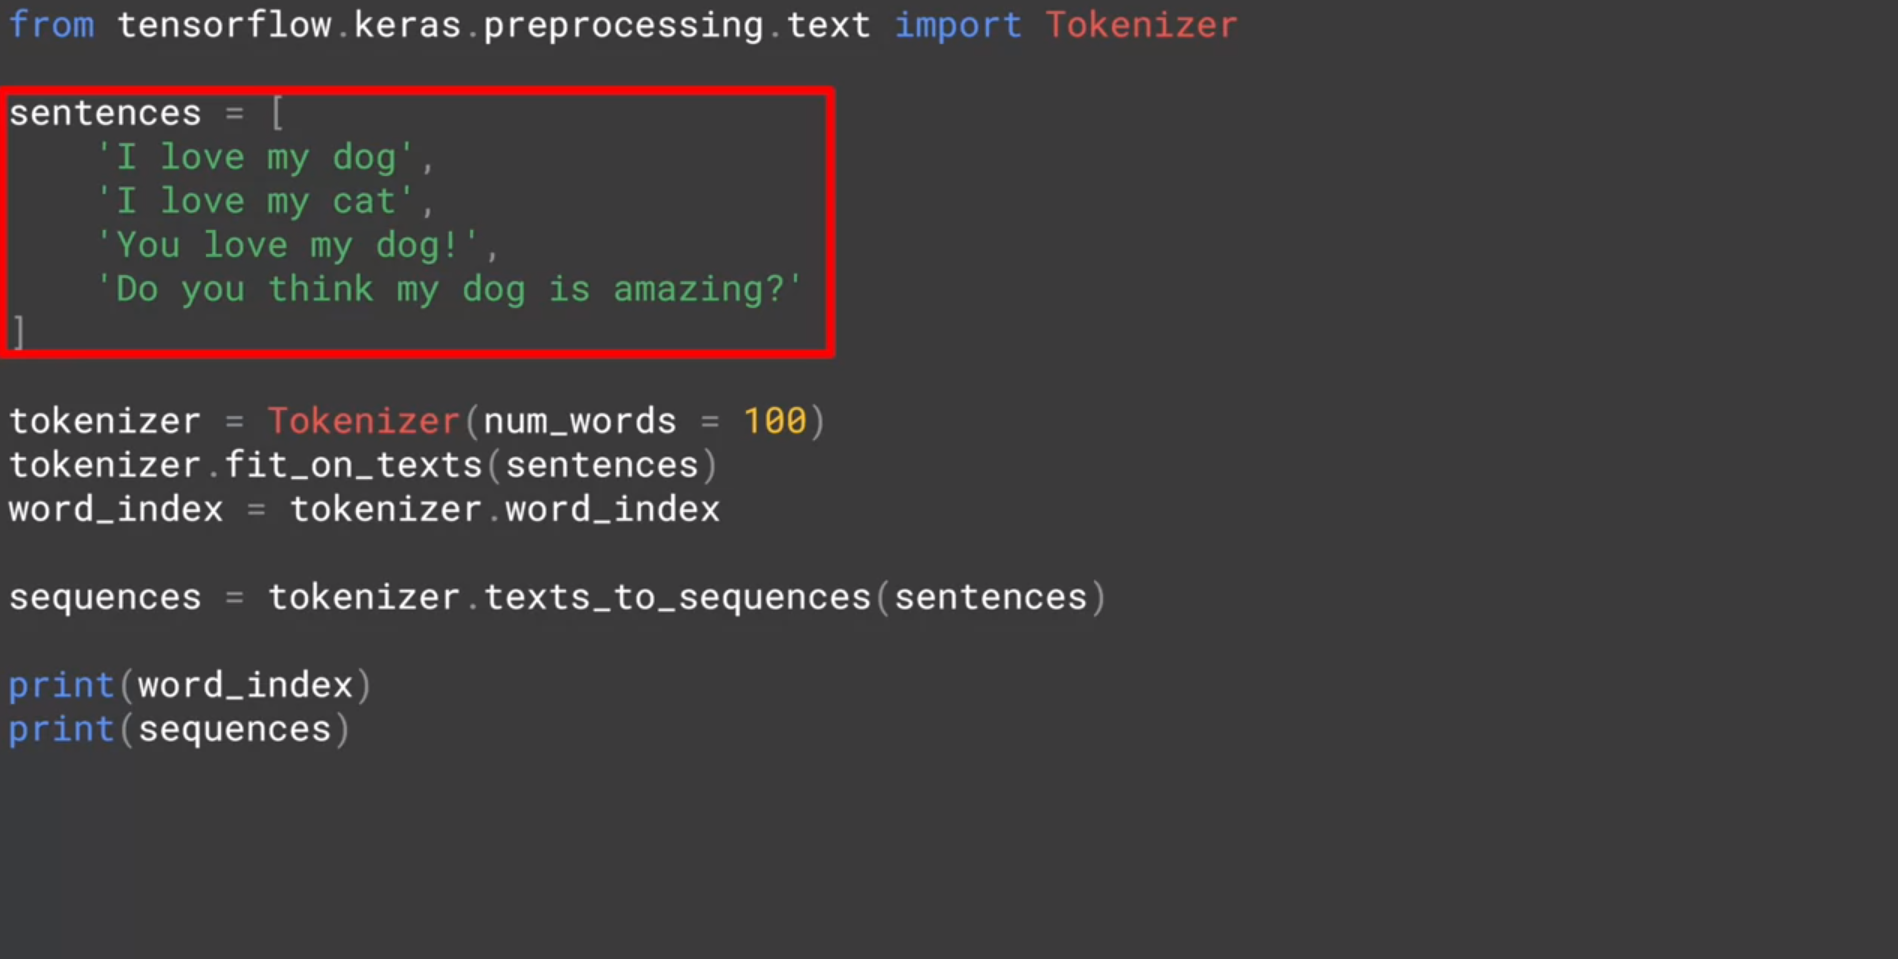 from tensorflow.keras.preprocessing.text import Tokenizer
sentences = [
    'I love my dog',
    'I love my cat',
    'You love my dog!',
    'Do you think my dog is amazing?'
]
tokenizer = Tokenizer(num_words = 100)
tokenizer.fit_on_texts(sentences)
word_index = tokenizer.word_index
sequences = tokenizer.texts_to_sequences(sentences)
print(word_index)
print(sequences)